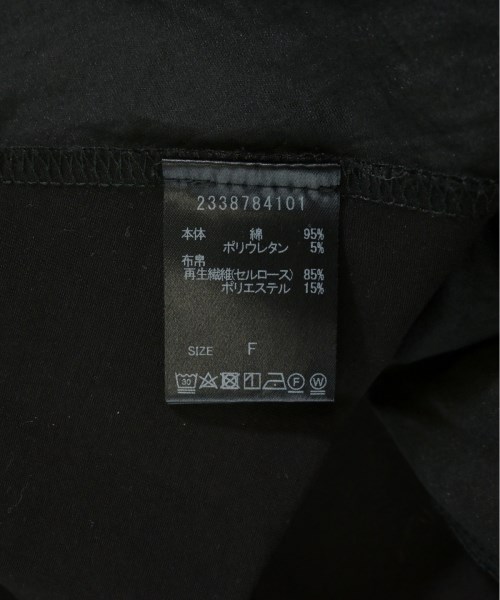 2338784101
本体 綿 95%
ポリウレタン 5%
布帛
再生繊維(セルロース) 85%
ポリエステル 15%
SIZE F
30 F W